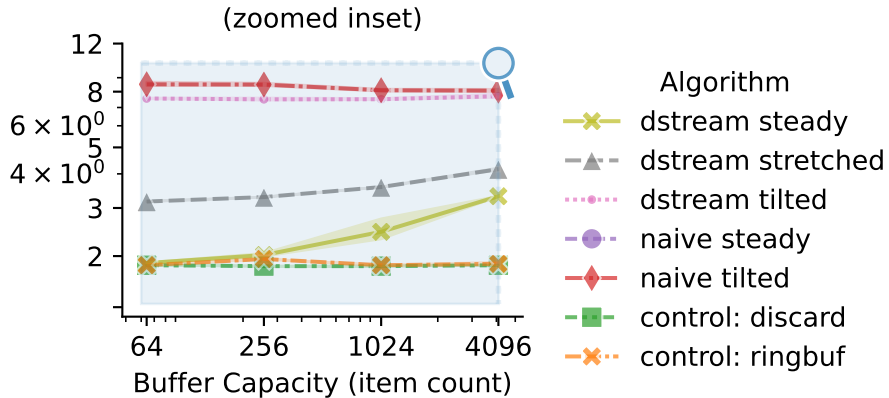 (zoomed inset)
12
8
6 × 10⁰
5
4 × 10⁰
3
2
64 256 1024 4096
Buffer Capacity (item count)
Algorithm
dstream steady
dstream stretched
dstream tilted
naive steady
naive tilted
control: discard
control: ringbuf